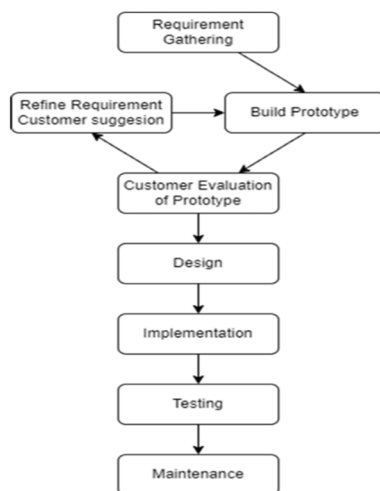 Requirement
Gathering
Refine Requirement
Customer suggesion
Build Prototype
Customer Evaluation
of Prototype
Design
Implementation
Testing
Maintenance